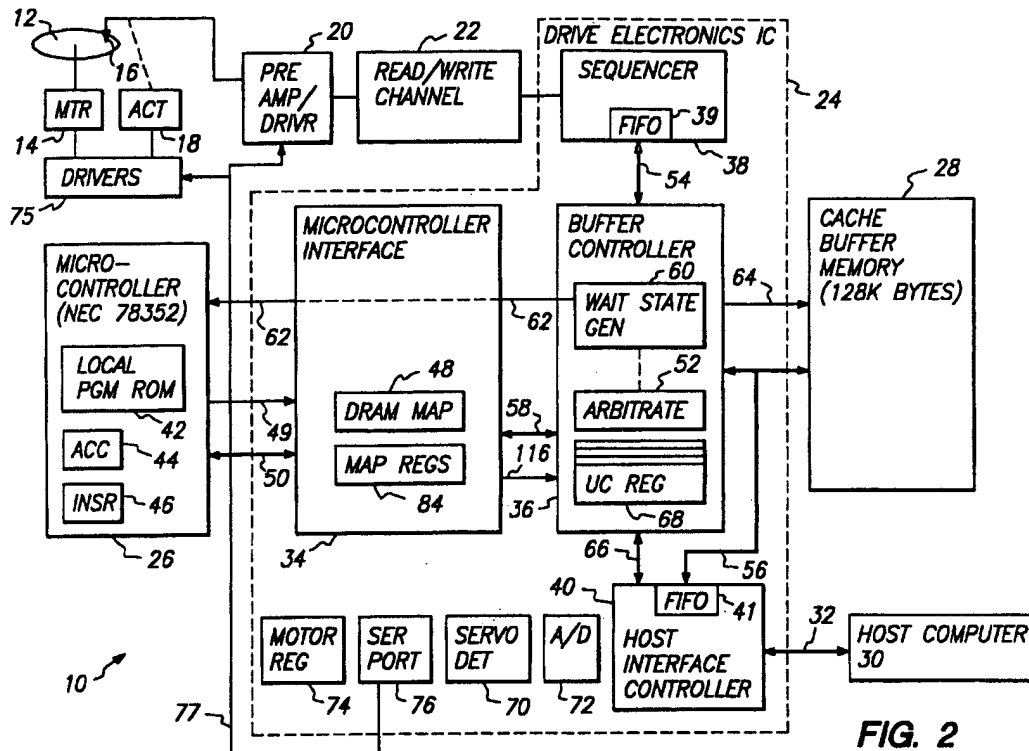 12
16
MTR
14
ACT
18
DRIVERS
75
20
PRE
AMP/
DRIVR
22
READ/WRITE
CHANNEL
DRIVE ELECTRONICS IC
24
SEQUENCER
FIFO
39
38
54
MICRO-
CONTROLLER
(NEC 78352)
LOCAL
PGM ROM
42
ACC
44
INSR
46
26
62
49
50
MICROCONTROLLER
INTERFACE
62
48
DRAM MAP
MAP REGS
84
34
58
116
BUFFER
CONTROLLER
60
WAIT STATE
GEN
52
ARBITRATE
UC REG
68
36
64
28
CACHE
BUFFER
MEMORY
(128K BYTES)
66
56
40
FIFO
41
HOST
INTERFACE
CONTROLLER
32
HOST COMPUTER
30
MOTOR
REG
74
SER
PORT
76
SERVO
DET
70
A/D
72
10
77
FIG. 2